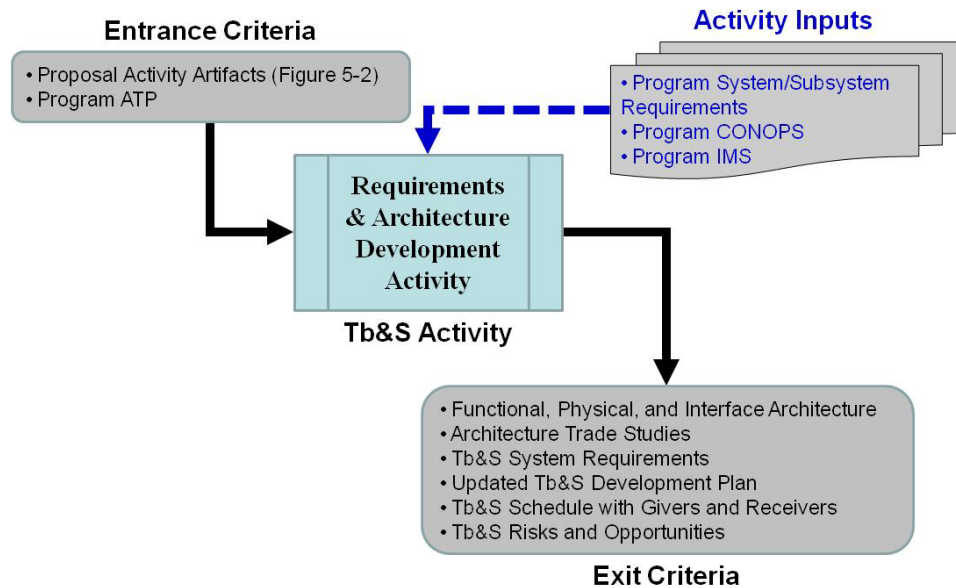 Entrance Criteria
• Proposal Activity Artifacts (Figure 5-2)
• Program ATP
Activity Inputs
• Program System/Subsystem
Requirements
• Program CONOPS
• Program IMS
Requirements
& Architecture
Development
Activity
Tb&S Activity
• Functional, Physical, and Interface Architecture
• Architecture Trade Studies
• Tb&S System Requirements
• Updated Tb&S Development Plan
• Tb&S Schedule with Givers and Receivers
• Tb&S Risks and Opportunities
Exit Criteria